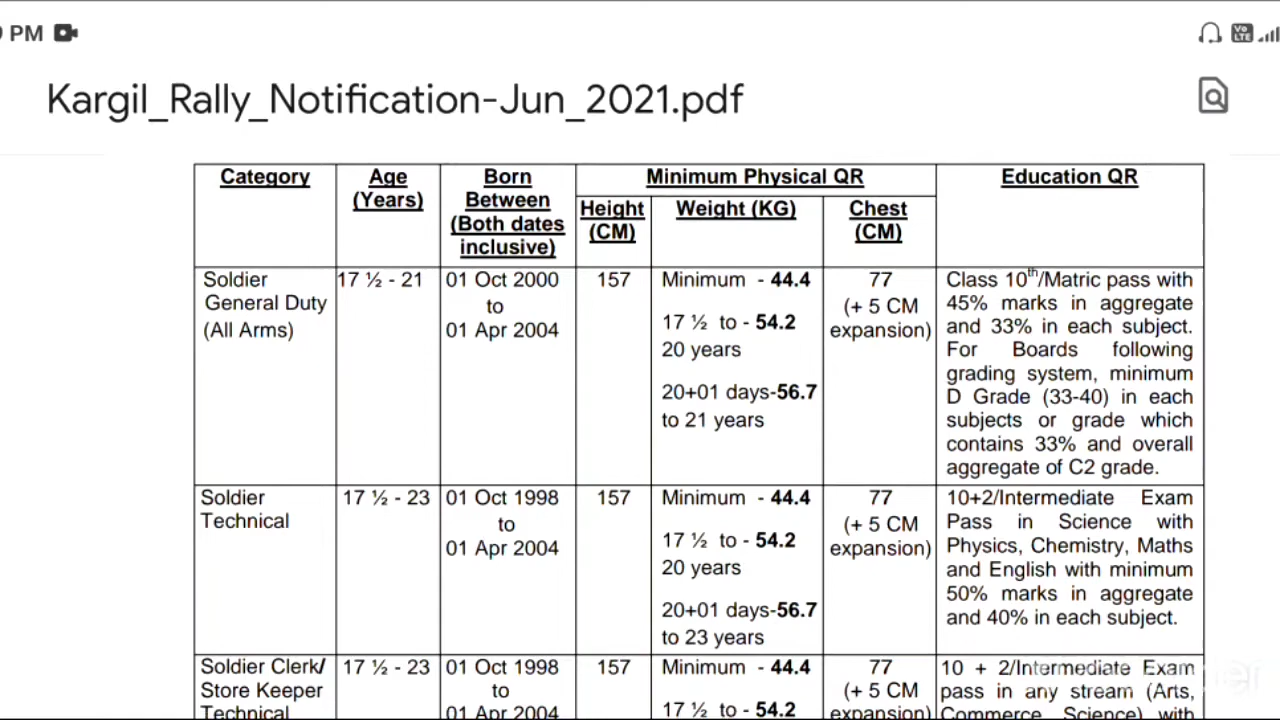 PM
Vo
LTE
Kargil_Rally_Notification-Jun_2021.pdf
Category
Age
(Years)
Born
Between
(Both dates
inclusive)
Minimum Physical QR
Height
(CM)
Weight (KG)
Chest
(CM)
Education QR
Soldier
General Duty
(All Arms)
17 ½ - 21
01 Oct 2000
to
01 Apr 2004
157
Minimum - 44.4
17 ½ to - 54.2
20 years
20+01 days-56.7
to 21 years
77
(+ 5 CM
expansion)
Class 10th/Matric pass with
45% marks in aggregate
and 33% in each subject.
For Boards following
grading system, minimum
D Grade (33-40) in each
subjects or grade which
contains 33% and overall
aggregate of C2 grade.
Soldier
Technical
17 ½ - 23
01 Oct 1998
to
01 Apr 2004
157
Minimum - 44.4
17 ½ to - 54.2
20 years
20+01 days-56.7
to 23 years
77
(+ 5 CM
expansion)
10+2/Intermediate Exam
Pass in Science with
Physics, Chemistry, Maths
and English with minimum
50% marks in aggregate
and 40% in each subject.
Soldier Clerk/
Store Keeper
Technical
17 ½ - 23
01 Oct 1998
to
01 Apr 2004
157
Minimum - 44.4
17 ½ to - 54.2
77
(+ 5 CM
expansion)
10 + 2/Intermediate Exam
pass in any stream (Arts,
Commerce, Science) with